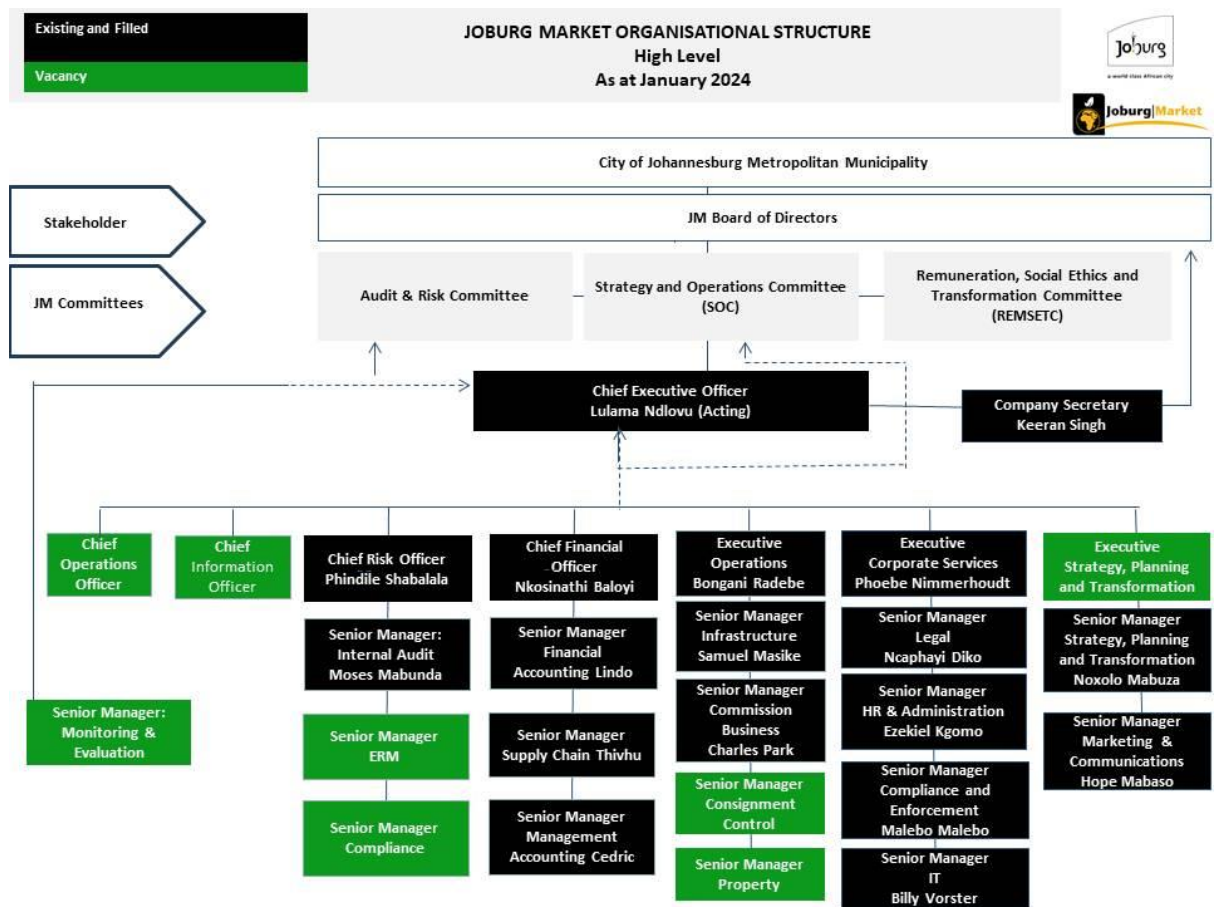 Existing and Filled
Vacancy
JOBURG MARKET ORGANISATIONAL STRUCTURE
High Level
As at January 2024
Joburg
a world class African city
Joburg|Market
City of Johannesburg Metropolitan Municipality
Stakeholder
JM Board of Directors
JM Committees
Audit & Risk Committee
Strategy and Operations Committee
(SOC)
Remuneration, Social Ethics and
Transformation Committee
(REMSETC)
Chief Executive Officer
Lulama Ndlovu (Acting)
Company Secretary
Keeran Singh
Chief
Operations
Officer
Chief
Information
Officer
Chief Risk Officer
Phindile Shabalala
Chief Financial
Officer
Nkosinathi Baloyi
Executive
Operations
Bongani Radebe
Executive
Corporate Services
Phoebe Nimmerhoudt
Executive
Strategy, Planning
and Transformation
Senior Manager:
Internal Audit
Moses Mabunda
Senior Manager
Financial
Accounting Lindo
Senior Manager
Infrastructure
Samuel Masike
Senior Manager
Legal
Ncaphayi Diko
Senior Manager
Strategy, Planning
and Transformation
Noxolo Mabuza
Senior Manager:
Monitoring &
Evaluation
Senior Manager
ERM
Senior Manager
Supply Chain Thivhu
Senior Manager
Commission
Business
Charles Park
Senior Manager
HR & Administration
Ezekiel Kgomo
Senior Manager
Marketing &
Communications
Hope Mabaso
Senior Manager
Compliance
Senior Manager
Management
Accounting Cedric
Senior Manager
Consignment
Control
Senior Manager
Compliance and
Enforcement
Malebo Malebo
Senior Manager
Property
Senior Manager
IT
Billy Vorster